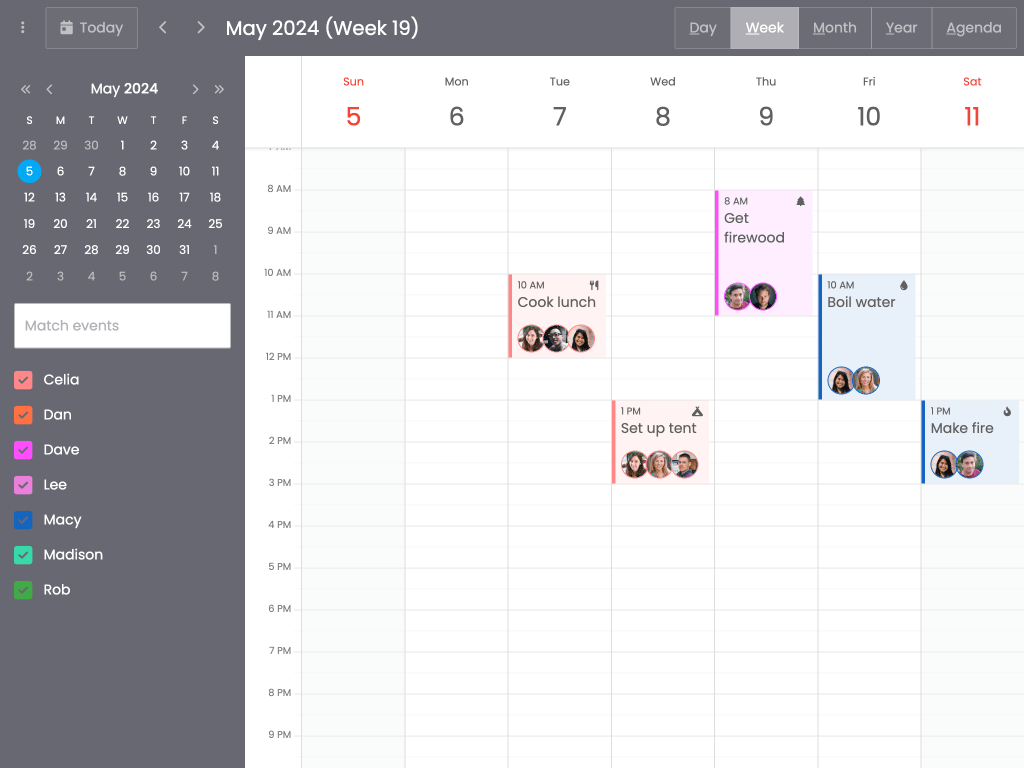 Today
May 2024 (Week 19)
Day
Week
Month
Year
Agenda
May 2024
S M T W T F S
28 29 30 1 2 3 4
5 6 7 8 9 10 11
12 13 14 15 16 17 18
19 20 21 22 23 24 25
26 27 28 29 30 31 1
2 3 4 5 6 7 8
Match events
Celia
Dan
Dave
Lee
Macy
Madison
Rob
Sun Mon Tue Wed Thu Fri Sat
5 6 7 8 9 10 11
8 AM
9 AM
10 AM
11 AM
12 PM
1 PM
2 PM
3 PM
4 PM
5 PM
6 PM
7 PM
8 PM
9 PM
10 AM
Cook lunch
1 PM
Set up tent
8 AM
Get
firewood
10 AM
Boil water
1 PM
Make fire